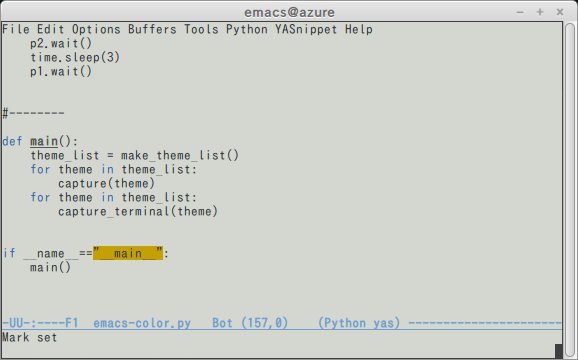 emacs@azure
File Edit Options Buffers Tools Python YASnippet Help
    p2.wait()
    time.sleep(3)
    p1.wait()
#--------
def main():
    theme_list = make_theme_list()
    for theme in theme_list:
        capture(theme)
    for theme in theme_list:
        capture_terminal(theme)
if __name__=="__main__":
    main()
-UU-:----F1  emacs-color.py   Bot (157,0)    (Python yas) ----------------------
Mark set